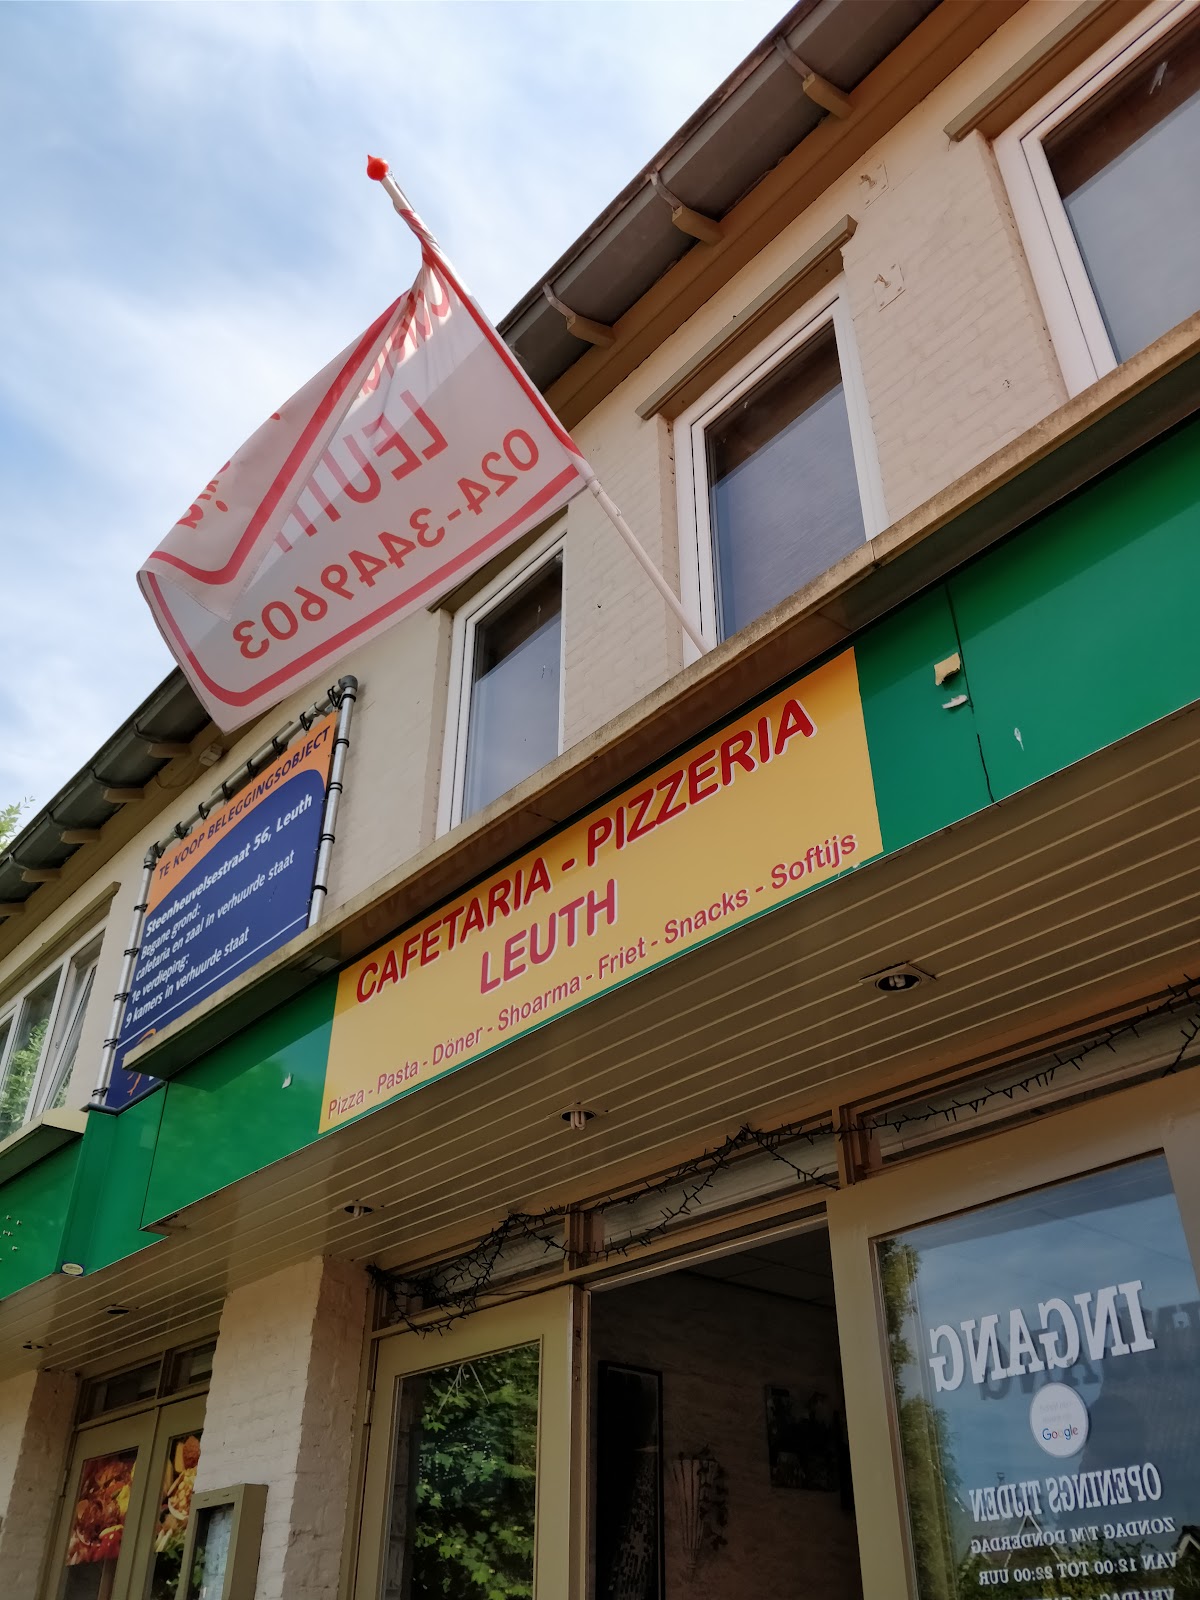 LEUTH
024-3449603
TE KOOP BELEGGINGSOBJECT
Steenheuvelsestraat 56, Leuth
Begane grond:
cafetaria en zaal in verhuurde staat
1e verdieping:
9 kamers in verhuurde staat
CAFETARIA - PIZZERIA
LEUTH
Pizza - Pasta - Döner - Shoarma - Friet - Snacks - Softijs
INGANG
Google
OPENINGS TIJDEN
ZONDAG T/M DONDERDAG
VAN 12:00 TOT 22:00 UUR